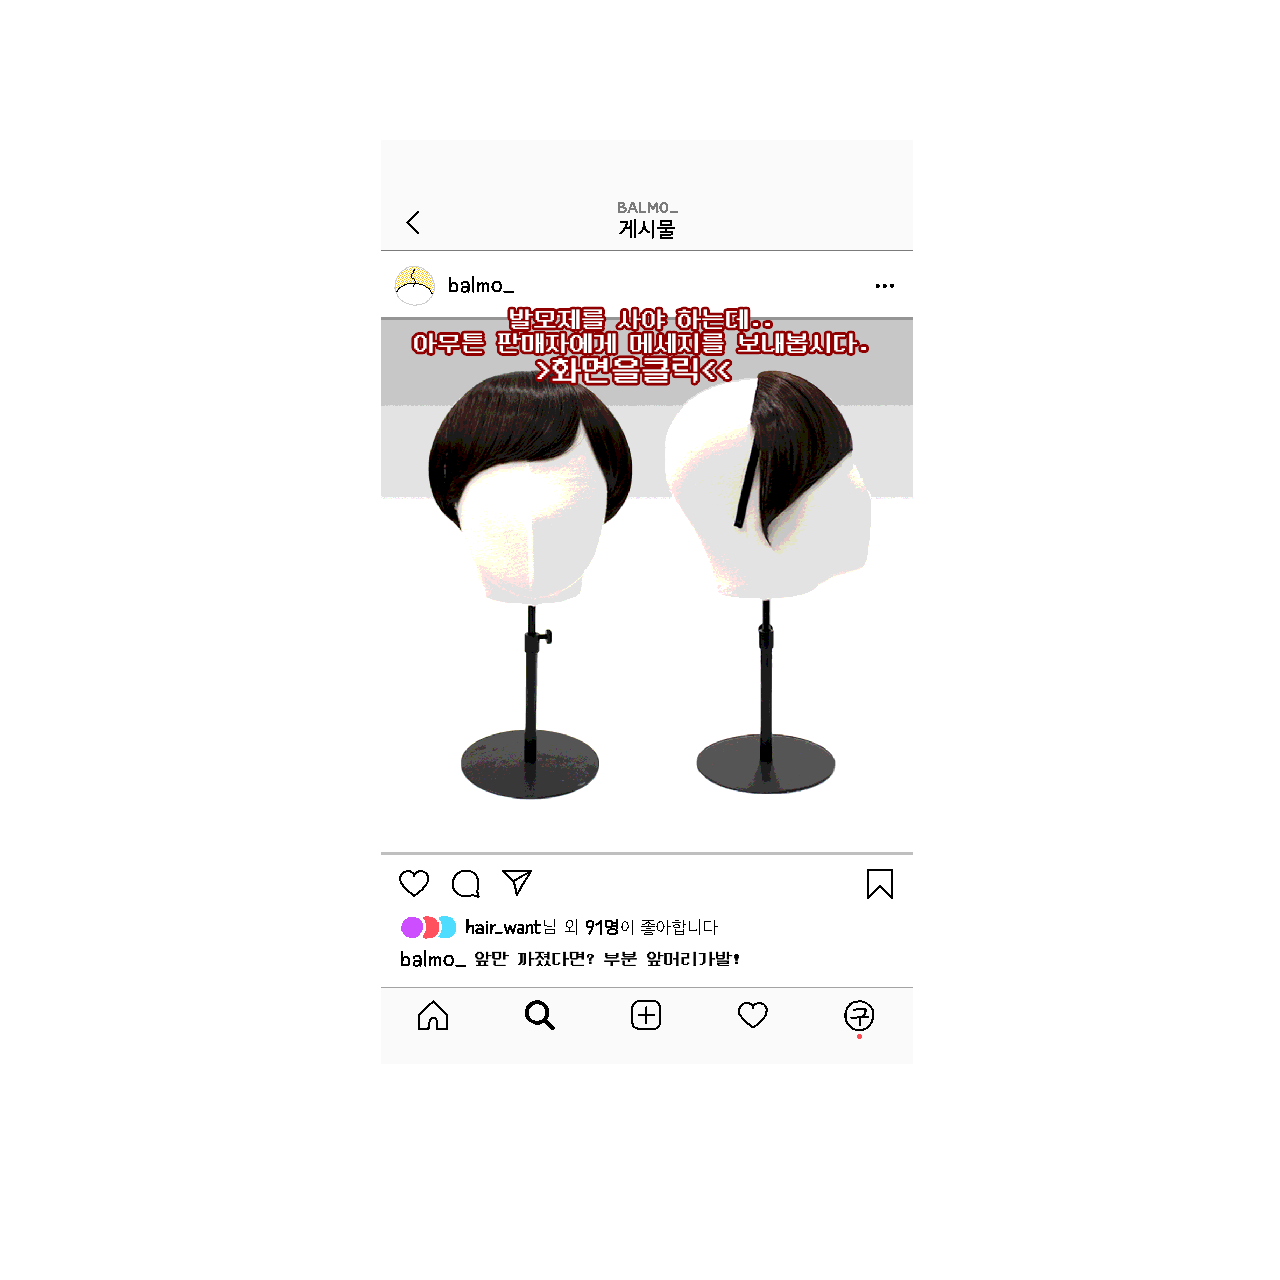 BALMO_
게시물
balmo_
발모제를 사야 하는데..
아무튼 판매자에게 메세지를 보내봅시다.
>화면을클릭<<
hair_want님 외 91명이 좋아합니다
balmo_ 앞만 까졌다면? 부분 앞머리가발!
구